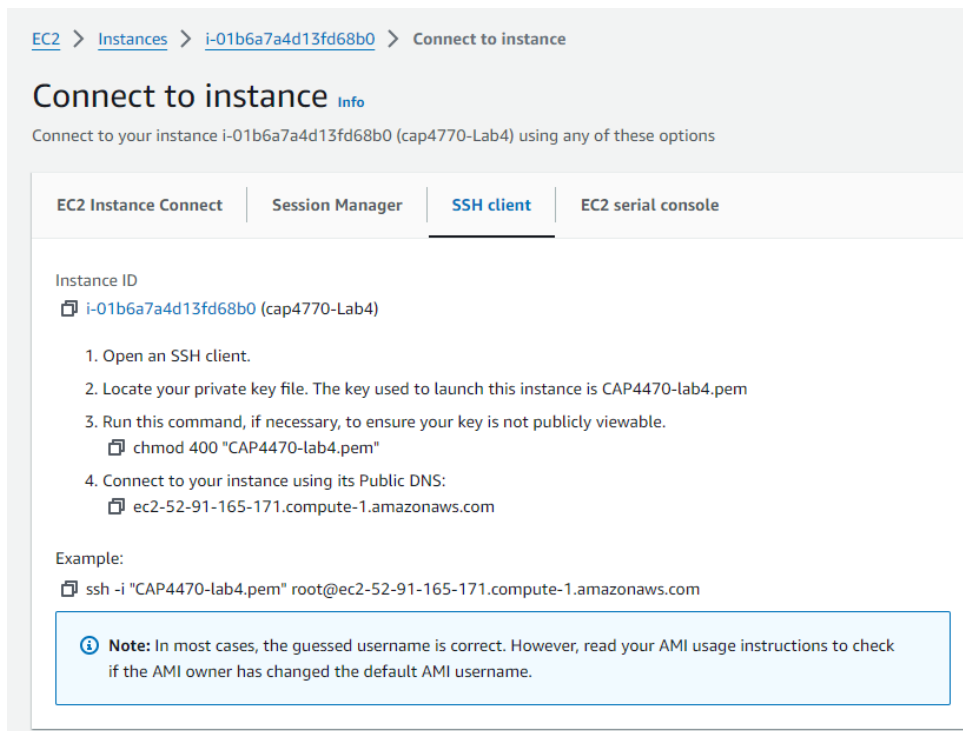 EC2 > Instances > i-01b6a7a4d13fd68b0 > Connect to instance
Connect to instance Info
Connect to your instance i-01b6a7a4d13fd68b0 (cap4770-Lab4) using any of these options
EC2 Instance Connect Session Manager SSH client EC2 serial console
Instance ID
i-01b6a7a4d13fd68b0 (cap4770-Lab4)
1. Open an SSH client.
2. Locate your private key file. The key used to launch this instance is CAP4470-lab4.pem
3. Run this command, if necessary, to ensure your key is not publicly viewable.
chmod 400 "CAP4470-lab4.pem"
4. Connect to your instance using its Public DNS:
ec2-52-91-165-171.compute-1.amazonaws.com
Example:
ssh -i "CAP4470-lab4.pem" root@ec2-52-91-165-171.compute-1.amazonaws.com
Note: In most cases, the guessed username is correct. However, read your AMI usage instructions to check
if the AMI owner has changed the default AMI username.